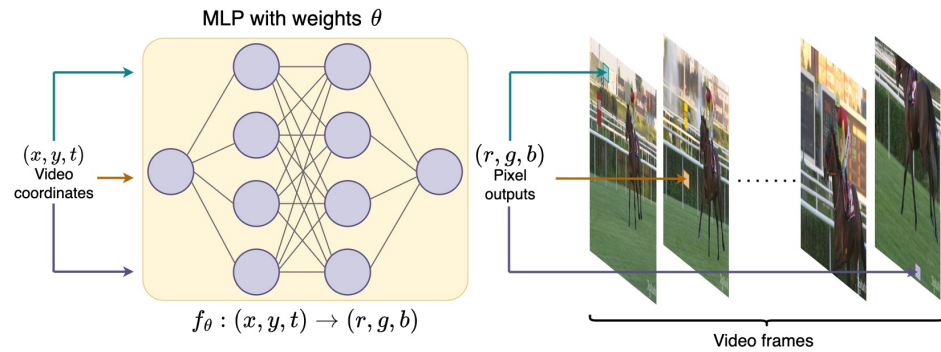 MLP with weights θ
(x, y, t)
Video
coordinates
f_θ : (x, y, t) → (r, g, b)
(r, g, b)
Pixel
outputs
.......
Video frames